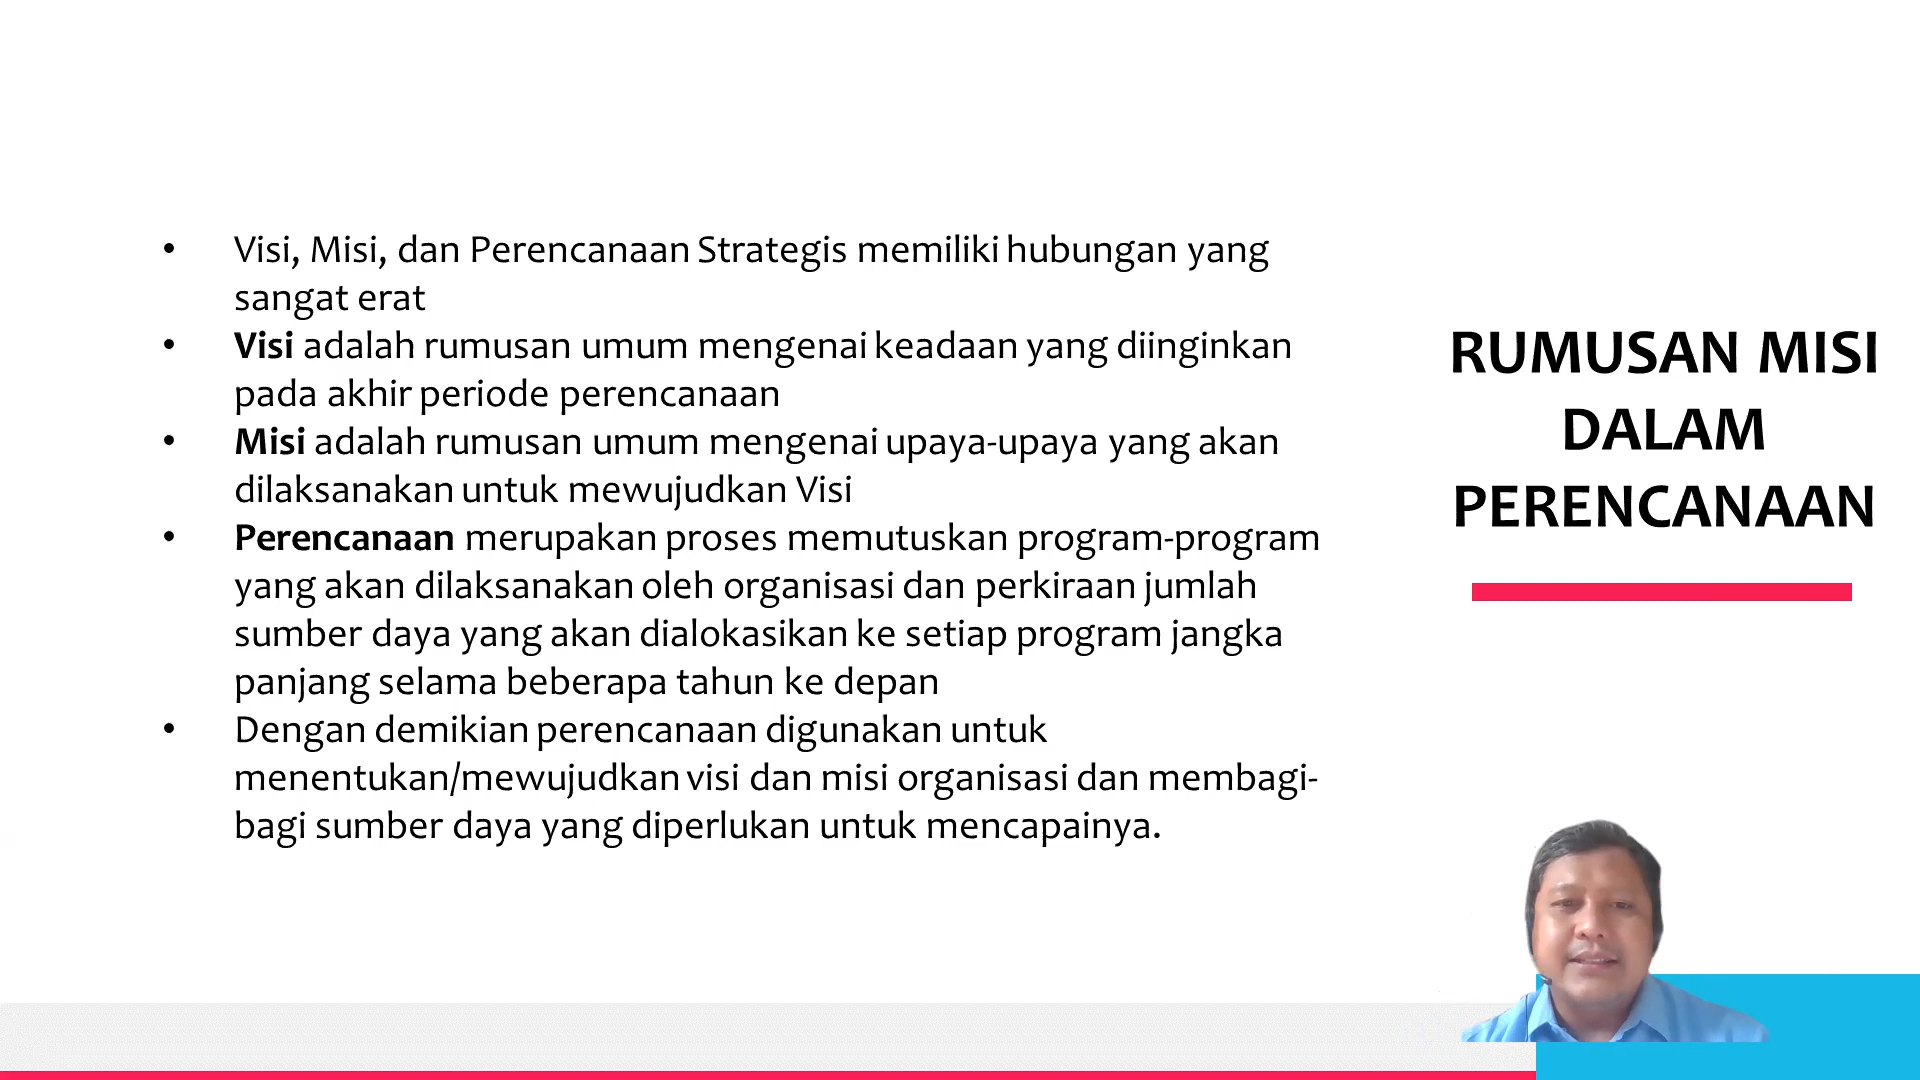 • Visi, Misi, dan Perencanaan Strategis memiliki hubungan yang
sangat erat
• Visi adalah rumusan umum mengenai keadaan yang diinginkan
pada akhir periode perencanaan
• Misi adalah rumusan umum mengenai upaya-upaya yang akan
dilaksanakan untuk mewujudkan Visi
• Perencanaan merupakan proses memutuskan program-program
yang akan dilaksanakan oleh organisasi dan perkiraan jumlah
sumber daya yang akan dialokasikan ke setiap program jangka
panjang selama beberapa tahun ke depan
• Dengan demikian perencanaan digunakan untuk
menentukan/mewujudkan visi dan misi organisasi dan membagi-
bagi sumber daya yang diperlukan untuk mencapainya.
RUMUSAN MISI
DALAM
PERENCANAAN